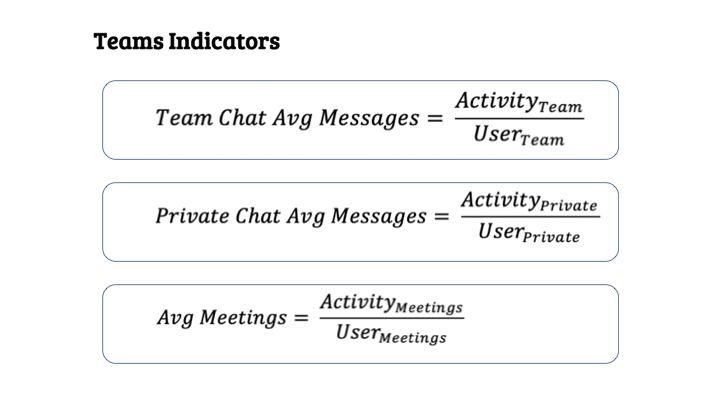 Teams Indicators
Team Chat Avg Messages = Activity_Team / User_Team
Private Chat Avg Messages = Activity_Private / User_Private
Avg Meetings = Activity_Meetings / User_Meetings